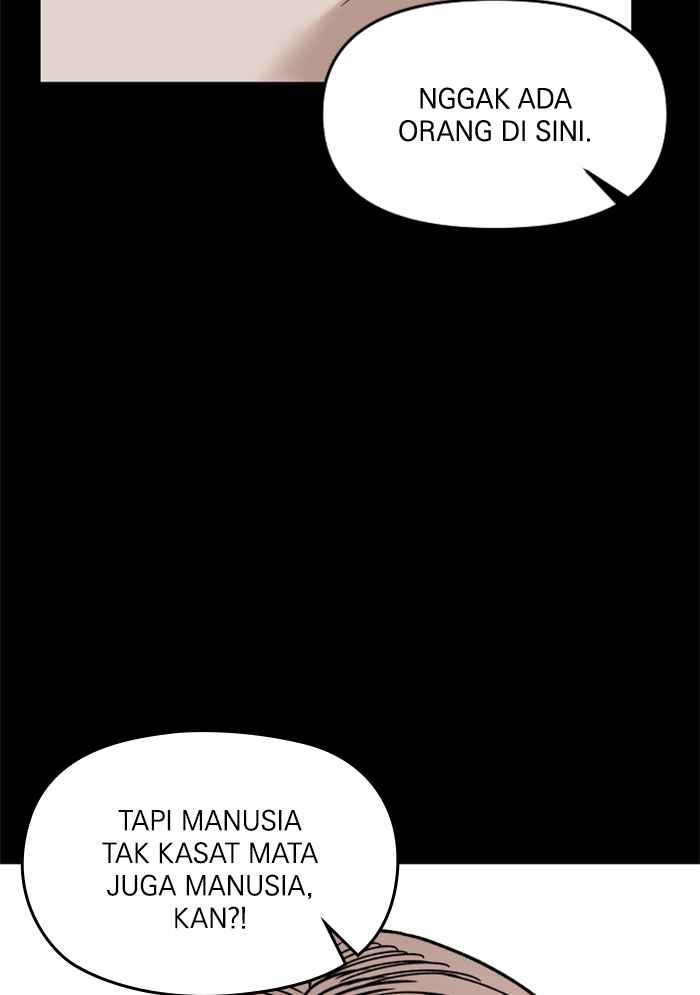 NGGAK ADA
ORANG DI SINI.
TAPI MANUSIA
TAK KASAT MATA
JUGA MANUSIA,
KAN?!